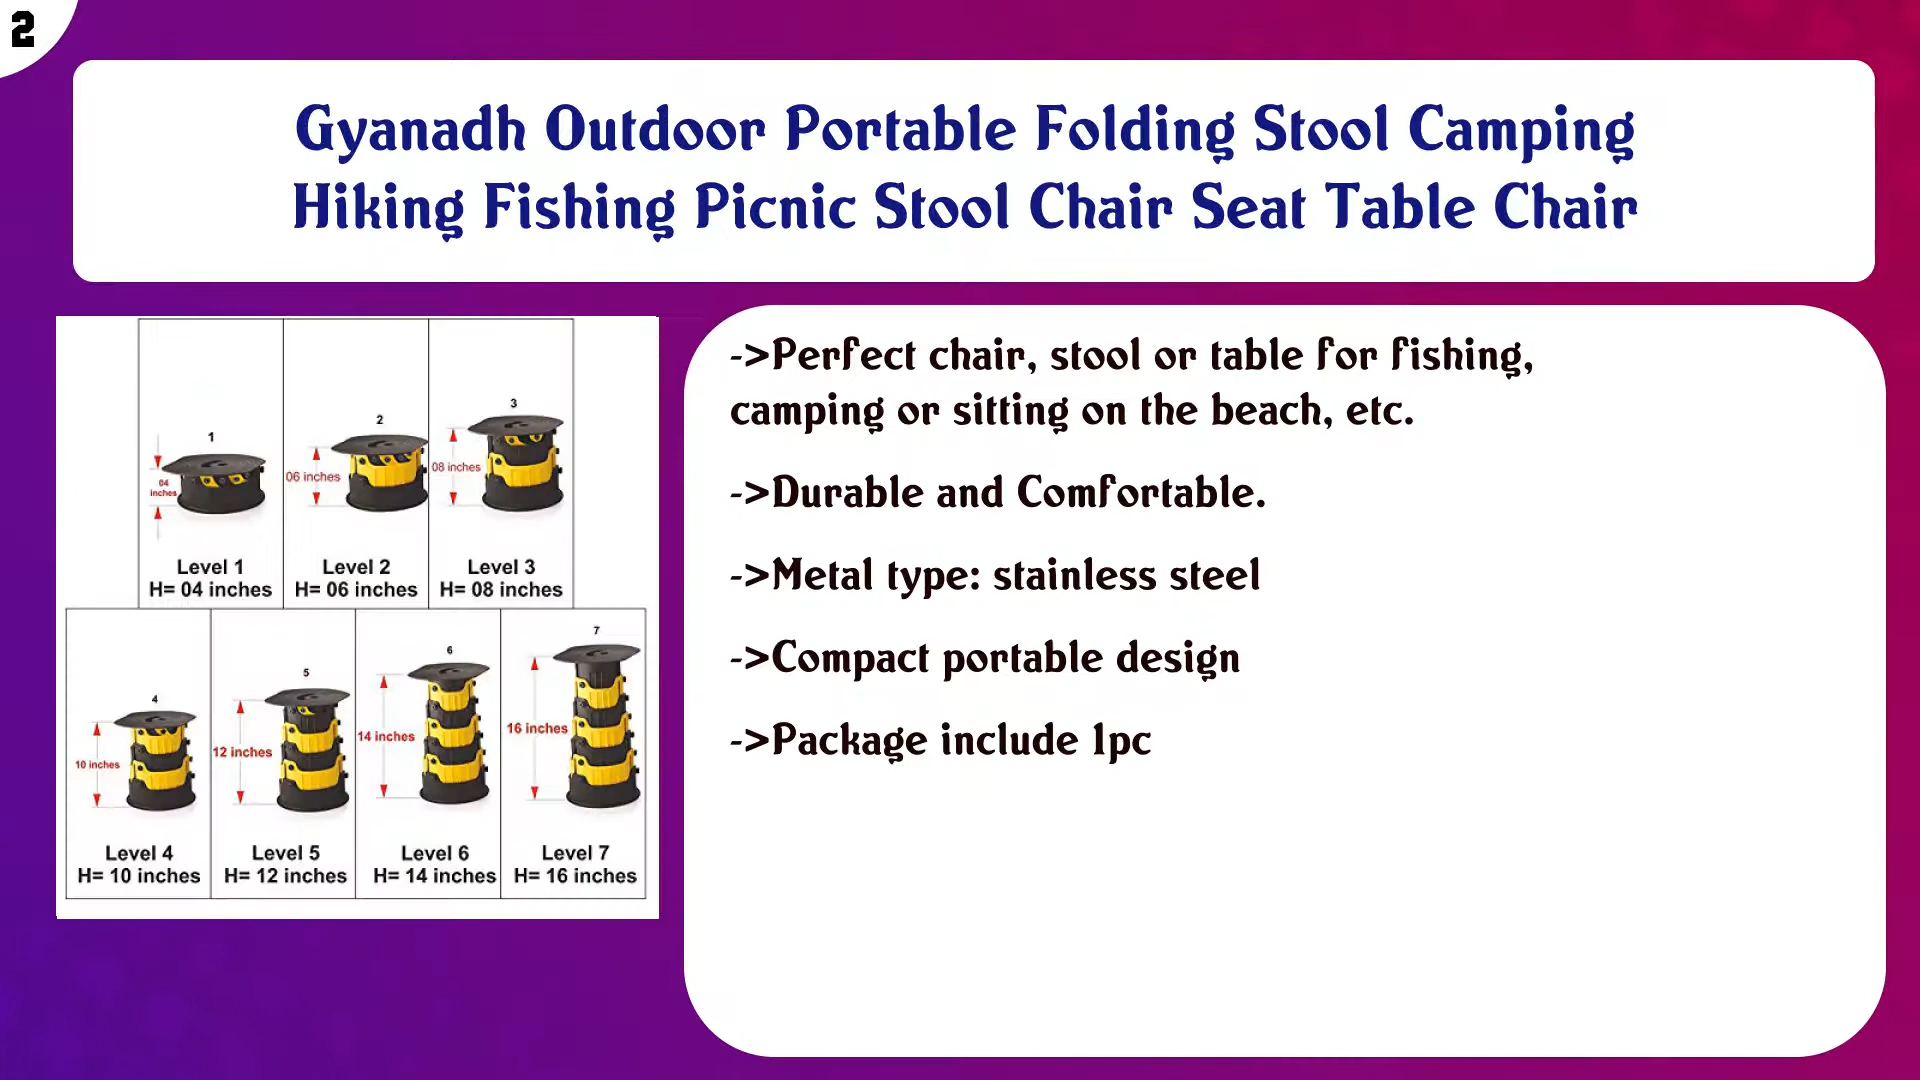 2
Gyanadh Outdoor Portable Folding Stool Camping
Hiking Fishing Picnic Stool Chair Seat Table Chair
1
04
inches
Level 1
H= 04 inches
2
06 inches
Level 2
H= 06 inches
3
08 inches
Level 3
H= 08 inches
4
10 inches
Level 4
H= 10 inches
5
12 inches
Level 5
H= 12 inches
6
14 inches
Level 6
H= 14 inches
7
16 inches
Level 7
H= 16 inches
->Perfect chair, stool or table for fishing,
camping or sitting on the beach, etc.
->Durable and Comfortable.
->Metal type: stainless steel
->Compact portable design
->Package include 1pc